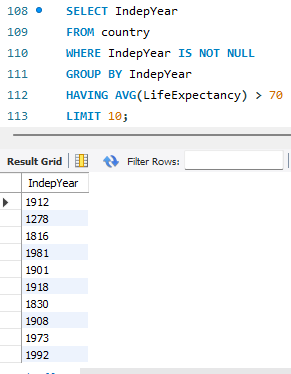 108 SELECT IndepYear
109 FROM country
110 WHERE IndepYear IS NOT NULL
111 GROUP BY IndepYear
112 HAVING AVG(LifeExpectancy) > 70
113 LIMIT 10;
Result Grid Filter Rows:
IndepYear
1912
1278
1816
1981
1901
1918
1830
1908
1973
1992